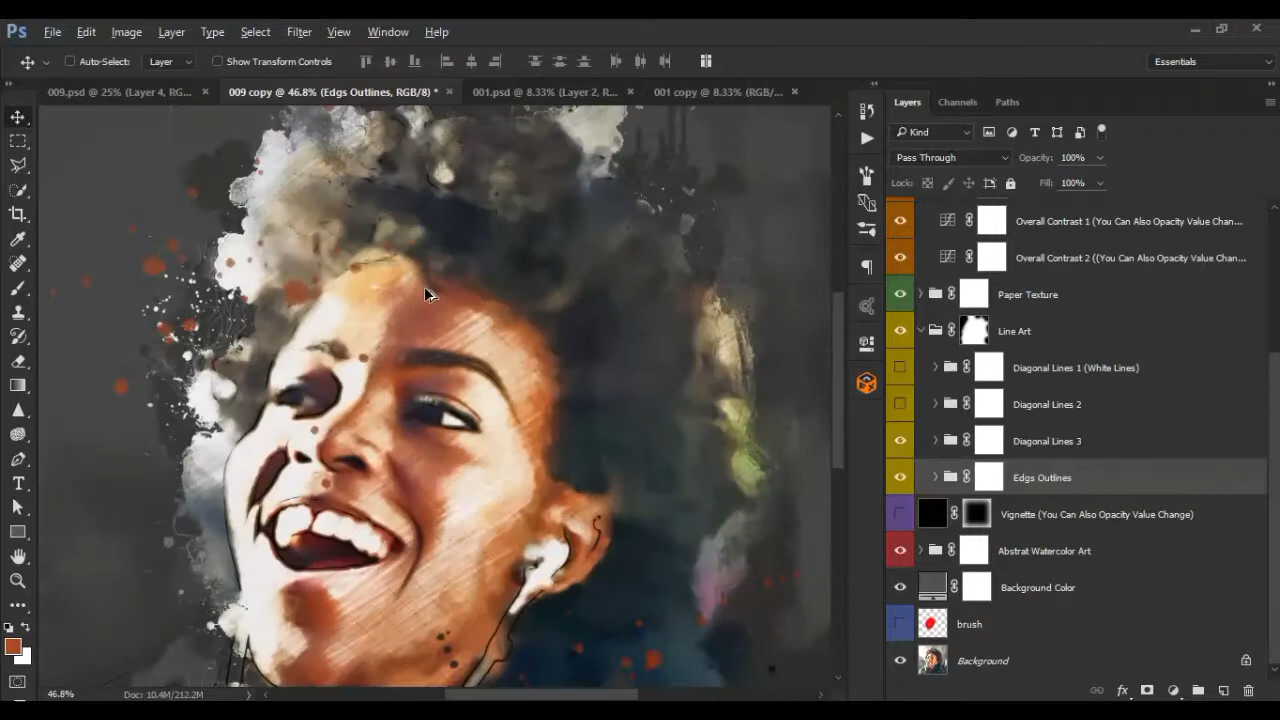 Ps File Edit Image Layer Type Select Filter View Window Help
Auto-Select: Layer Show Transform Controls Essentials
009.psd @ 25% (Layer 4, RG... × 009 copy @ 46.8% (Edgs Outlines, RGB/8) * × 001.psd @ 8.33% (Layer 2, R... × 001 copy @ 8.33% (RGB/... ×
Layers Channels Paths
Kind
Pass Through Opacity: 100%
Lock: Fill: 100%
Overall Contrast 1 (You Can Also Opacity Value Chan...
Overall Contrast 2 ((You Can Also Opacity Value Chan...
Paper Texture
Line Art
Diagonal Lines 1 (White Lines)
Diagonal Lines 2
Diagonal Lines 3
Edgs Outlines
Vignette (You Can Also Opacity Value Change)
Abstrat Watercolor Art
Background Color
brush
Background
46.8% Doc: 10.4M/212.2M